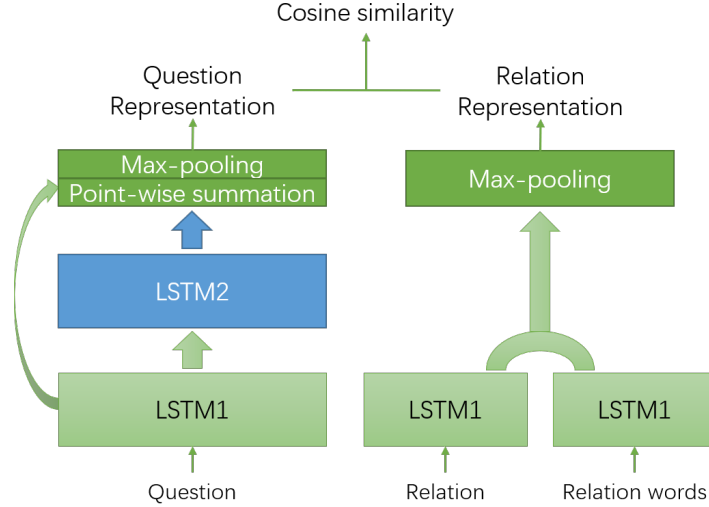 Cosine similarity
Question
Representation
Relation
Representation
Max-pooling
Point-wise summation
Max-pooling
LSTM2
LSTM1
LSTM1
LSTM1
Question
Relation
Relation words